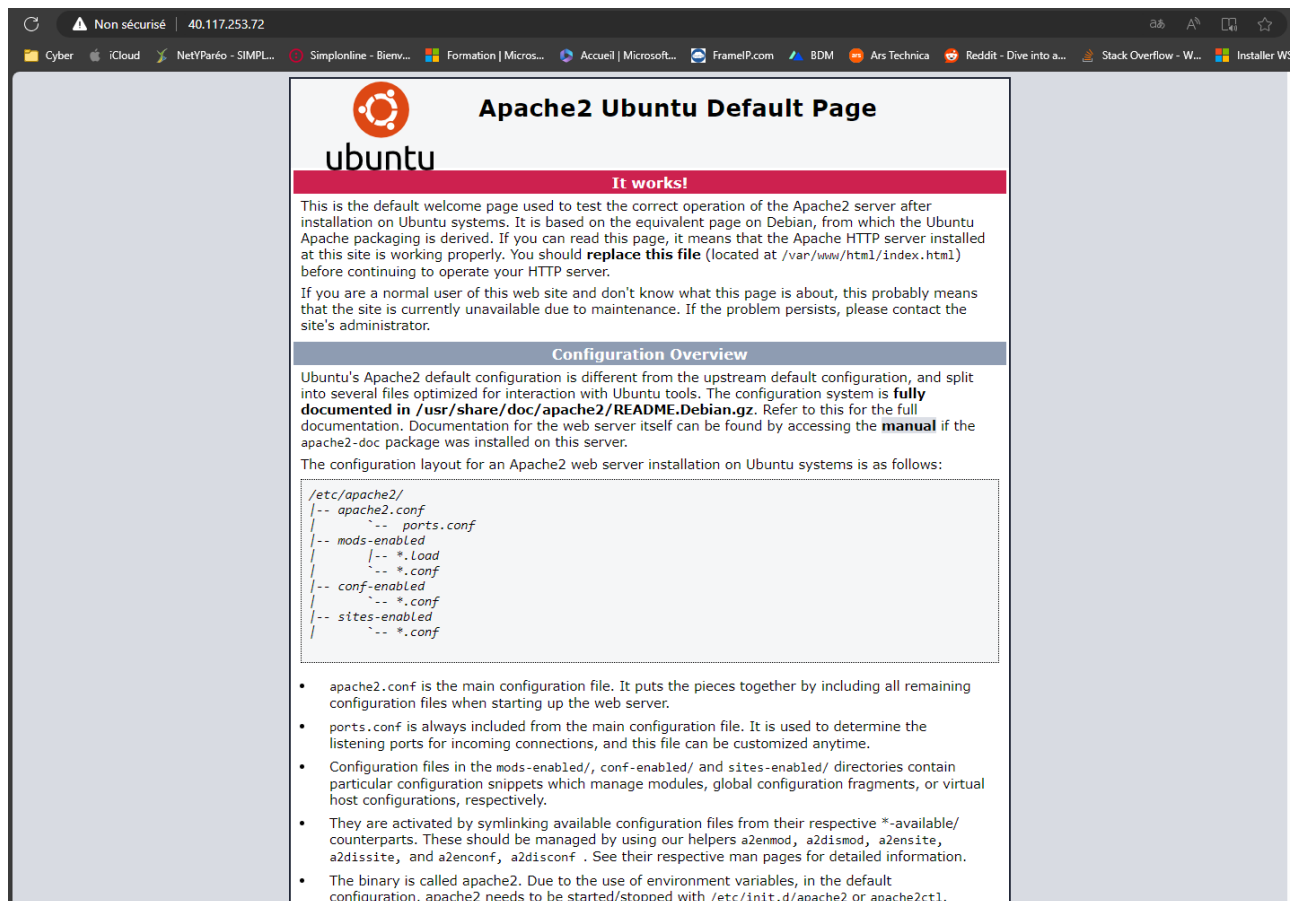 Non sécurisé 40.117.253.72
Cyber iCloud NetYParéo - SIMPL... Simplonline - Bienv... Formation | Micros... Accueil | Microsoft... FrameIP.com BDM Ars Technica Reddit - Dive into a... Stack Overflow - W... Installer WS
ubuntu
Apache2 Ubuntu Default Page
It works!
This is the default welcome page used to test the correct operation of the Apache2 server after
installation on Ubuntu systems. It is based on the equivalent page on Debian, from which the Ubuntu
Apache packaging is derived. If you can read this page, it means that the Apache HTTP server installed
at this site is working properly. You should replace this file (located at /var/www/html/index.html)
before continuing to operate your HTTP server.
If you are a normal user of this web site and don't know what this page is about, this probably means
that the site is currently unavailable due to maintenance. If the problem persists, please contact the
site's administrator.
Configuration Overview
Ubuntu's Apache2 default configuration is different from the upstream default configuration, and split
into several files optimized for interaction with Ubuntu tools. The configuration system is fully
documented in /usr/share/doc/apache2/README.Debian.gz. Refer to this for the full
documentation. Documentation for the web server itself can be found by accessing the manual if the
apache2-doc package was installed on this server.
The configuration layout for an Apache2 web server installation on Ubuntu systems is as follows:
/etc/apache2/
|-- apache2.conf
|       `--  ports.conf
|-- mods-enabled
|       |-- *.load
|       `-- *.conf
|-- conf-enabled
|       `-- *.conf
|-- sites-enabled
|       `-- *.conf
• apache2.conf is the main configuration file. It puts the pieces together by including all remaining
configuration files when starting up the web server.
• ports.conf is always included from the main configuration file. It is used to determine the
listening ports for incoming connections, and this file can be customized anytime.
• Configuration files in the mods-enabled/, conf-enabled/ and sites-enabled/ directories contain
particular configuration snippets which manage modules, global configuration fragments, or virtual
host configurations, respectively.
• They are activated by symlinking available configuration files from their respective *-available/
counterparts. These should be managed by using our helpers a2enmod, a2dismod, a2ensite,
a2dissite, and a2enconf, a2disconf . See their respective man pages for detailed information.
• The binary is called apache2. Due to the use of environment variables, in the default
configuration, apache2 needs to be started/stopped with /etc/init.d/apache2 or apache2ctl.